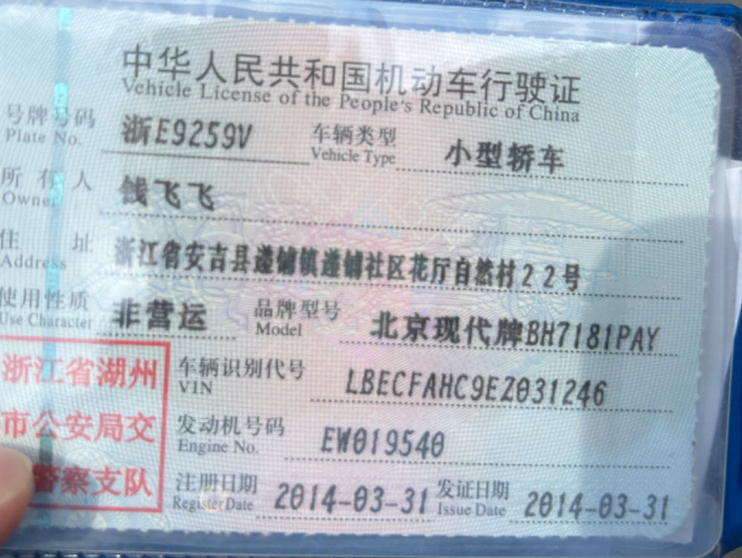 中华人民共和国机动车行驶证
Vehicle License of the People's Republic of China
号牌号码 浙E9259V 车辆类型 小型轿车
Plate No. Vehicle Type
所有人 钱飞飞
Owner
住址 浙江省安吉县递铺镇递铺社区花厅自然村22号
Address
使用性质 非营运 品牌型号 北京现代牌BH7181PAY
Use Character Model
浙江省湖州
市公安局交
警察支队
车辆识别代号 LBECFAHC9EZ031246
VIN
发动机号码 EW019540
Engine No.
注册日期 2014-03-31 发证日期 2014-03-31
Register Date Issue Date